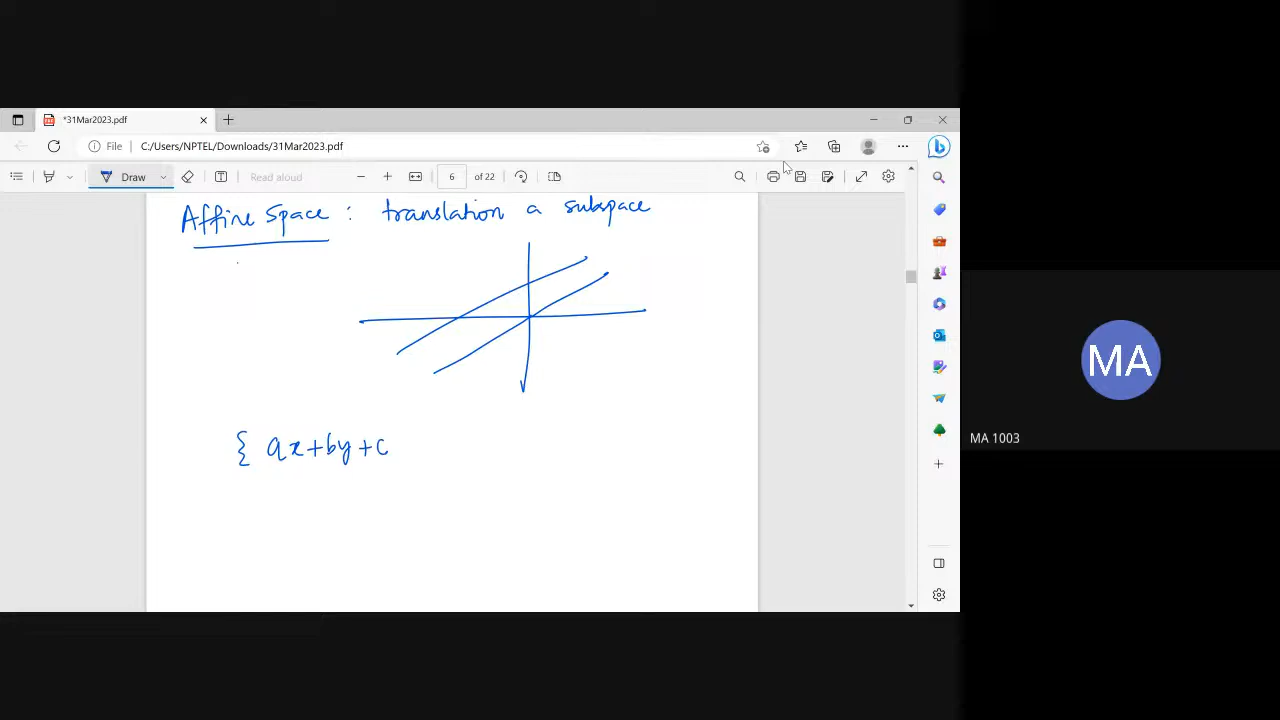 *31Mar2023.pdf
File C:/Users/NPTEL/Downloads/31Mar2023.pdf
Draw Read aloud 6 of 22
Affine Space : translation a subspace
{ ax+by+c
MA
MA 1003